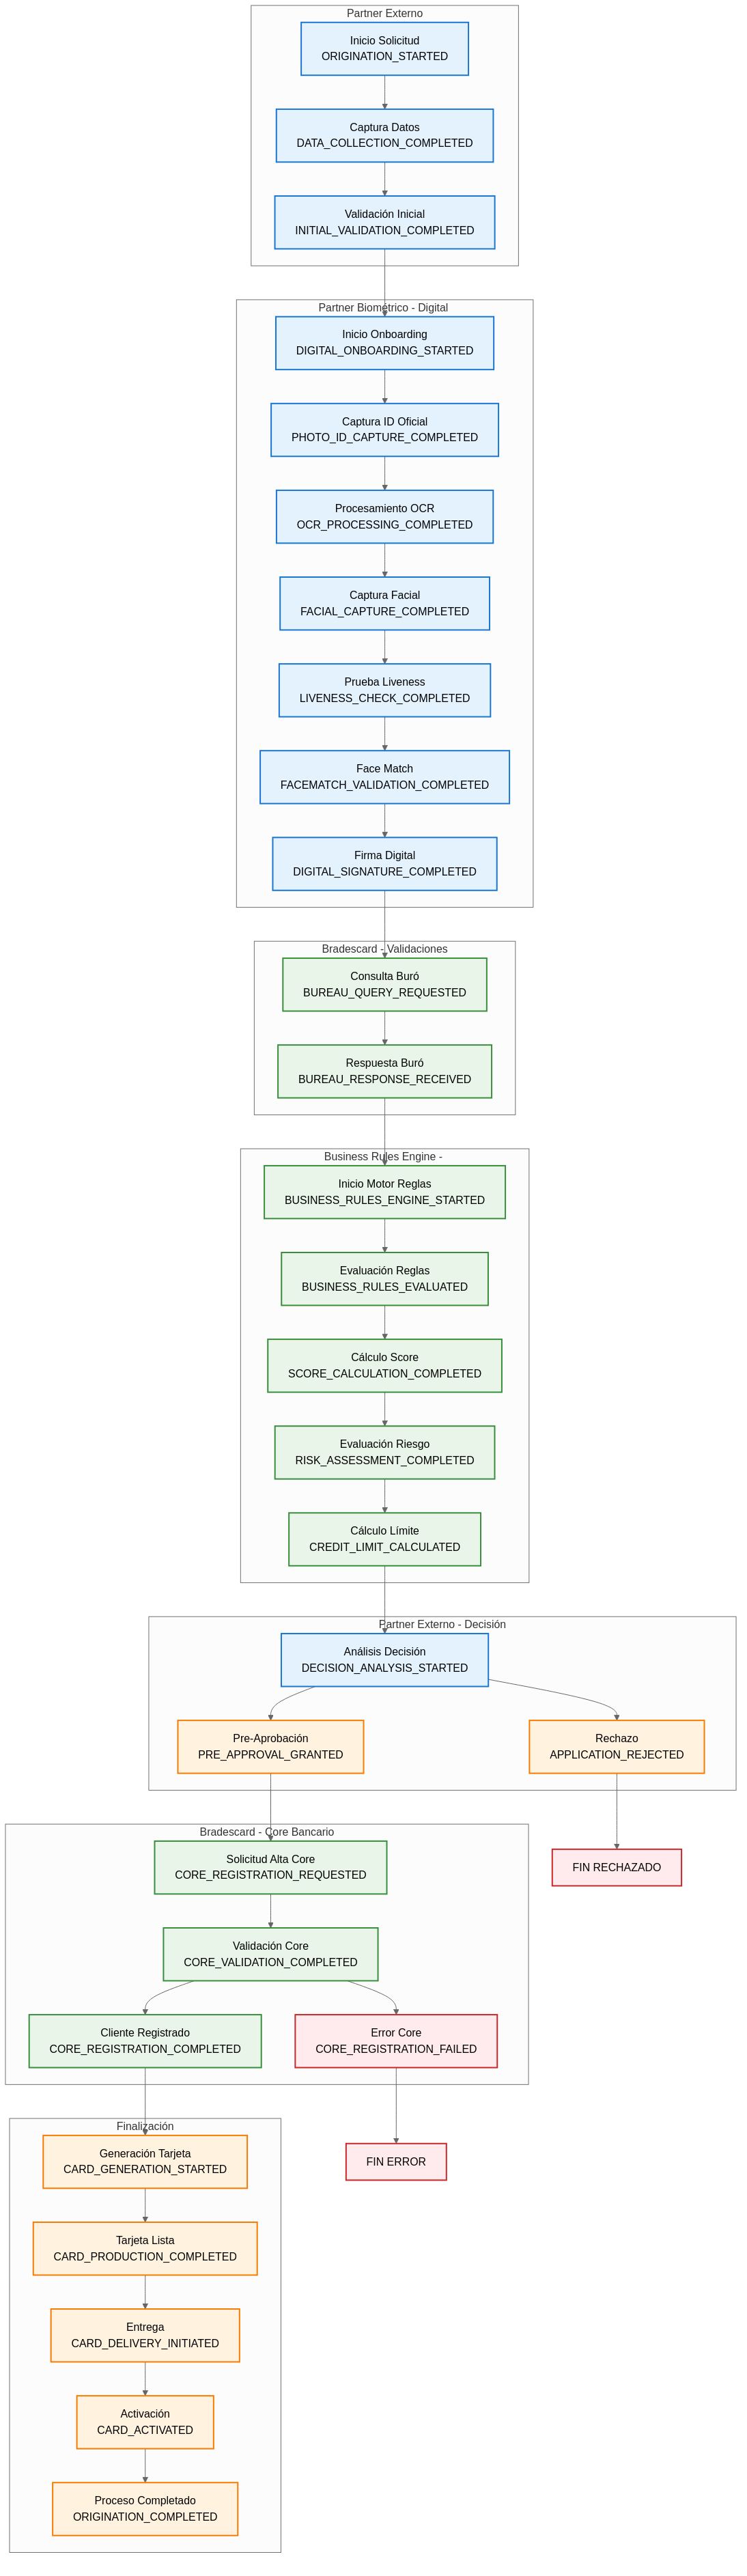 Partner Externo
Inicio Solicitud
ORIGINATION_STARTED
Captura Datos
DATA_COLLECTION_COMPLETED
Validación Inicial
INITIAL_VALIDATION_COMPLETED
Partner Biométrico - Digital
Inicio Onboarding
DIGITAL_ONBOARDING_STARTED
Captura ID Oficial
PHOTO_ID_CAPTURE_COMPLETED
Procesamiento OCR
OCR_PROCESSING_COMPLETED
Captura Facial
FACIAL_CAPTURE_COMPLETED
Prueba Liveness
LIVENESS_CHECK_COMPLETED
Face Match
FACEMATCH_VALIDATION_COMPLETED
Firma Digital
DIGITAL_SIGNATURE_COMPLETED
Bradescard - Validaciones
Consulta Buró
BUREAU_QUERY_REQUESTED
Respuesta Buró
BUREAU_RESPONSE_RECEIVED
Business Rules Engine -
Inicio Motor Reglas
BUSINESS_RULES_ENGINE_STARTED
Evaluación Reglas
BUSINESS_RULES_EVALUATED
Cálculo Score
SCORE_CALCULATION_COMPLETED
Evaluación Riesgo
RISK_ASSESSMENT_COMPLETED
Cálculo Límite
CREDIT_LIMIT_CALCULATED
Partner Externo - Decisión
Análisis Decisión
DECISION_ANALYSIS_STARTED
Pre-Aprobación
PRE_APPROVAL_GRANTED
Rechazo
APPLICATION_REJECTED
Bradescard - Core Bancario
Solicitud Alta Core
CORE_REGISTRATION_REQUESTED
FIN RECHAZADO
Validación Core
CORE_VALIDATION_COMPLETED
Cliente Registrado
CORE_REGISTRATION_COMPLETED
Error Core
CORE_REGISTRATION_FAILED
Finalización
Generación Tarjeta
CARD_GENERATION_STARTED
FIN ERROR
Tarjeta Lista
CARD_PRODUCTION_COMPLETED
Entrega
CARD_DELIVERY_INITIATED
Activación
CARD_ACTIVATED
Proceso Completado
ORIGINATION_COMPLETED